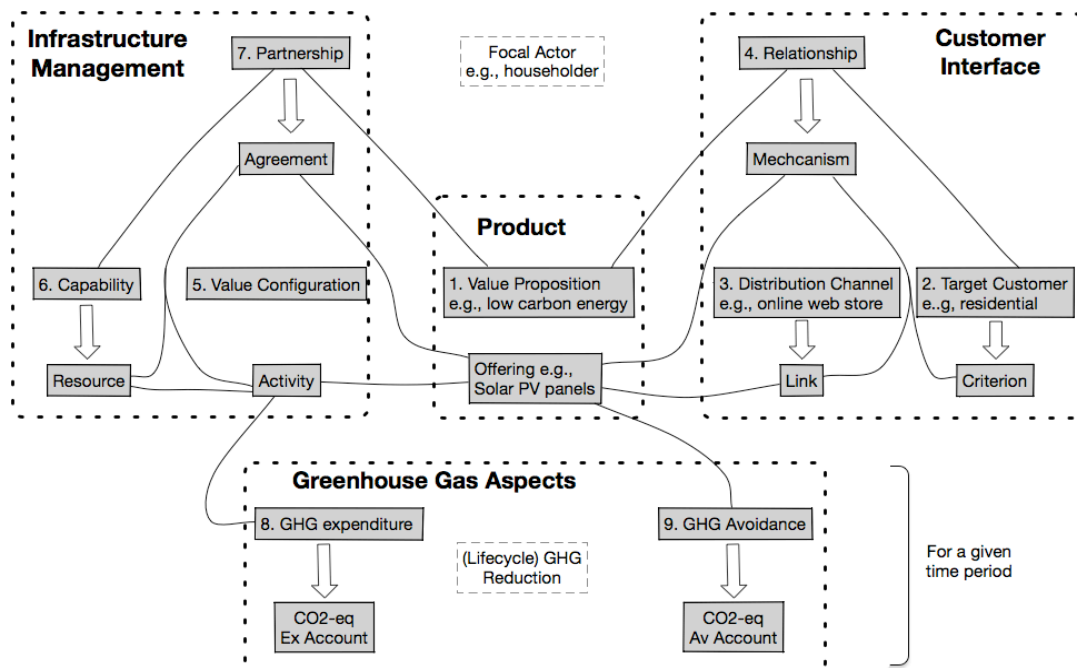 Infrastructure
Management
7. Partnership
Focal Actor
e.g., householder
4. Relationship
Customer
Interface
Agreement
Mechcanism
Product
6. Capability
5. Value Configuration
1. Value Proposition
e.g., low carbon energy
3. Distribution Channel
e.g., online web store
2. Target Customer
e..g, residential
Resource
Activity
Offering e.g.,
Solar PV panels
Link
Criterion
Greenhouse Gas Aspects
8. GHG expenditure
9. GHG Avoidance
(Lifecycle) GHG
Reduction
For a given
time period
CO2-eq
Ex Account
CO2-eq
Av Account